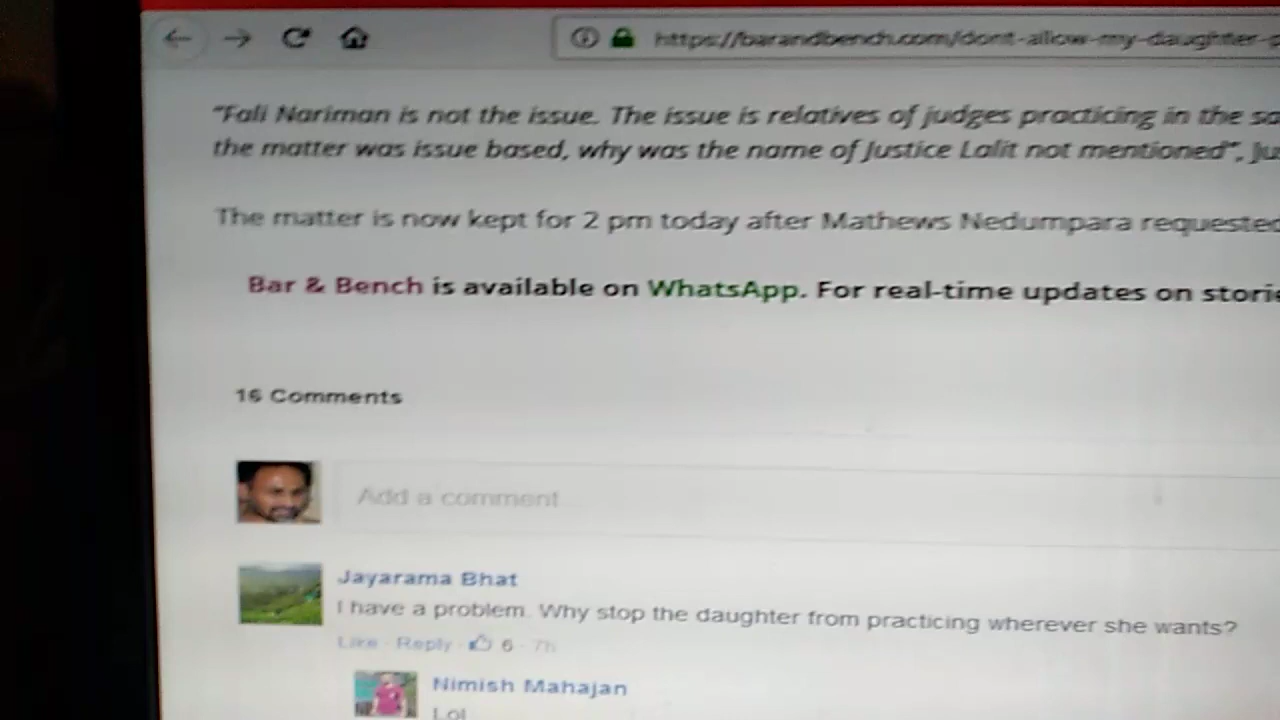 https://barandbench.com/dont-allow-my-daughter-
"Fali Nariman is not the issue. The issue is relatives of judges practicing in the
the matter was issue based, why was the name of Justice Lalit not mentioned",
The matter is now kept for 2 pm today after Mathews Nedumpara requested
Bar & Bench is available on WhatsApp. For real-time updates on
16 Comments
Add a comment
Jayarama Bhat
I have a problem. Why stop the daughter from practicing wherever she wants?
Like · Reply · 6 · 7h
Nimish Mahajan
Lol